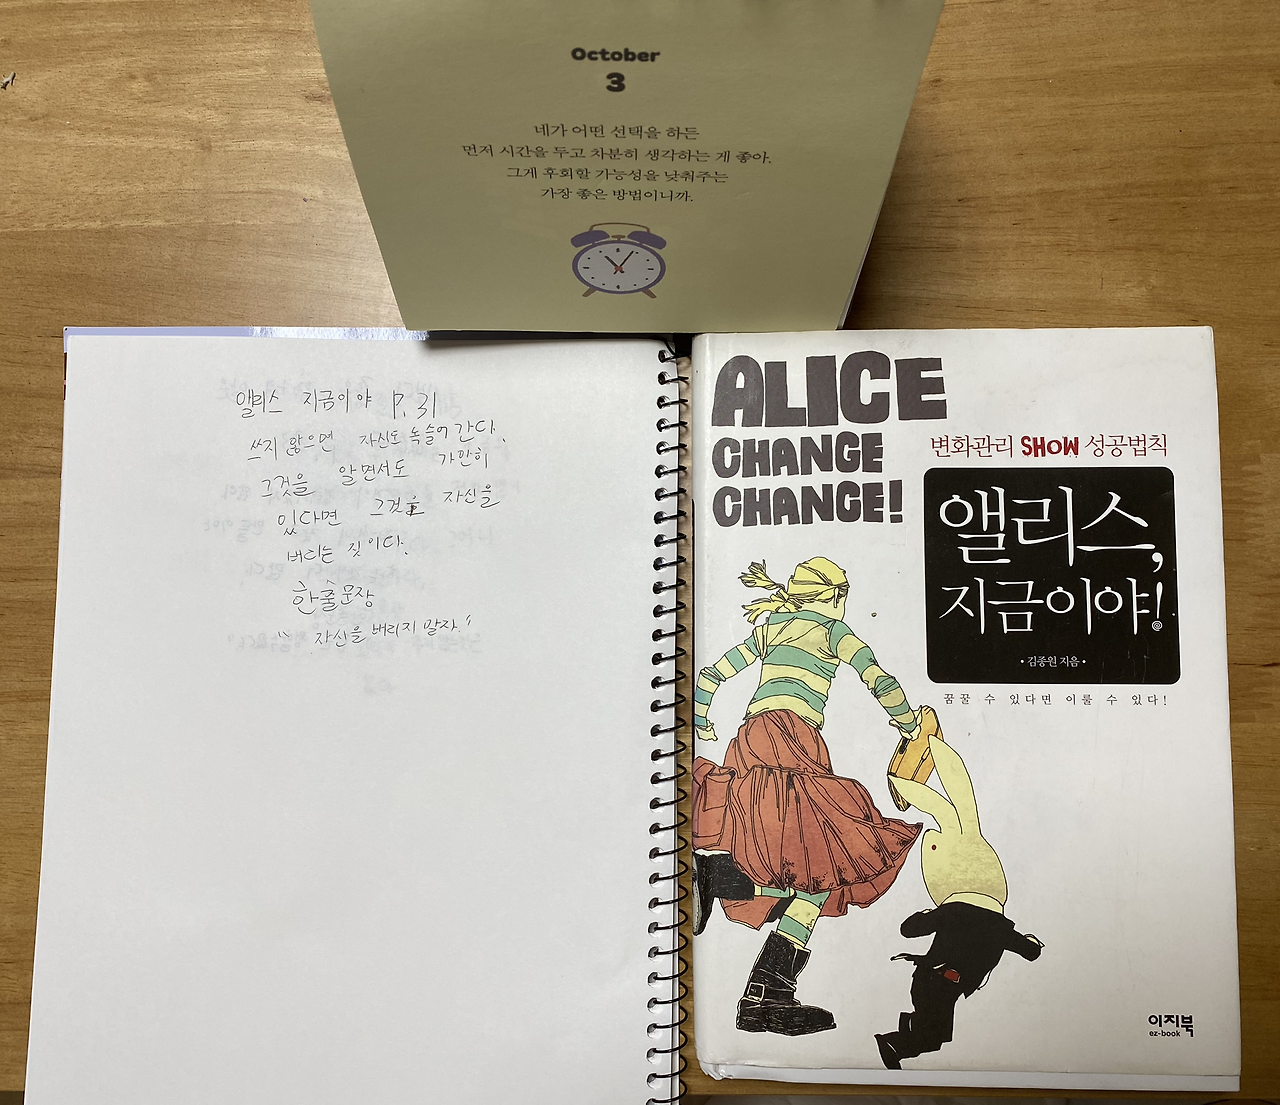 October
3
네가 어떤 선택을 하든
먼저 시간을 두고 차분히 생각하는 게 좋아.
그게 후회할 가능성을 낮춰주는
가장 좋은 방법이니까.
앨리스 지금이야 P. 31
쓰지 않으면 자신도 녹슬어 간다.
그것을 알면서도 가만히
있다면 그것은 자신을
버리는 짓이다.
한줄문장
"자신을 버리지 말자"
ALICE
CHANGE
CHANGE!
변화관리 SHOW 성공법칙
앨리스,
지금이야!
• 김종원 지음 •
꿈꿀 수 있다면 이룰 수 있다!
이지북
ez-book